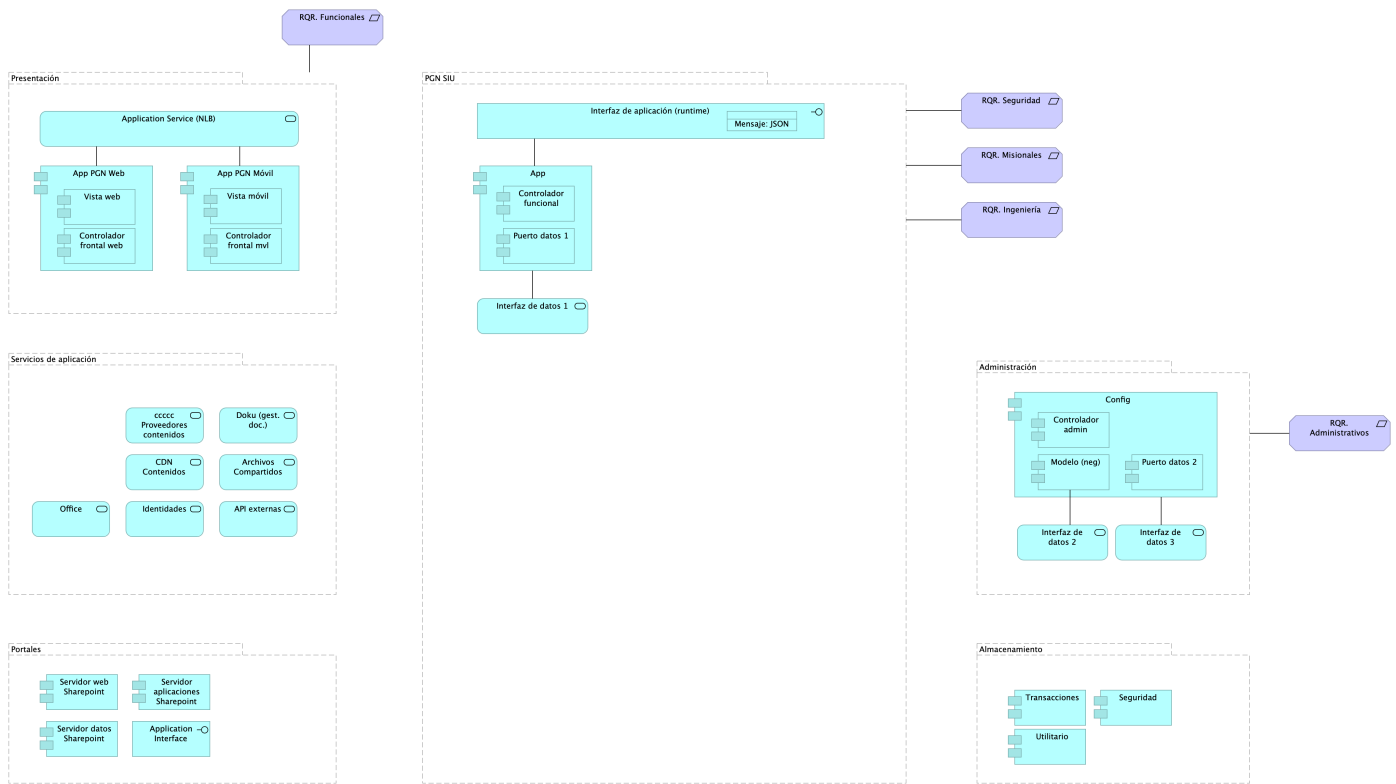 RQR. Funcionales
Presentación
Application Service (NLB)
App PGN Web
Vista web
Controlador
frontal web
App PGN Móvil
Vista móvil
Controlador
frontal mvl
PGN SIU
Interfaz de aplicación (runtime)
Mensaje: JSON
App
Controlador
funcional
Puerto datos 1
Interfaz de datos 1
RQR. Seguridad
RQR. Misionales
RQR. Ingeniería
Servicios de aplicación
ccccc
Proveedores
contenidos
Doku (gest.
doc.)
CDN
Contenidos
Archivos
Compartidos
Office
Identidades
API externas
Administración
Config
Controlador
admin
Modelo (neg)
Puerto datos 2
Interfaz de
datos 2
Interfaz de
datos 3
RQR.
Administrativos
Portales
Servidor web
Sharepoint
Servidor
aplicaciones
Sharepoint
Servidor datos
Sharepoint
Application
Interface
Almacenamiento
Transacciones
Seguridad
Utilitario